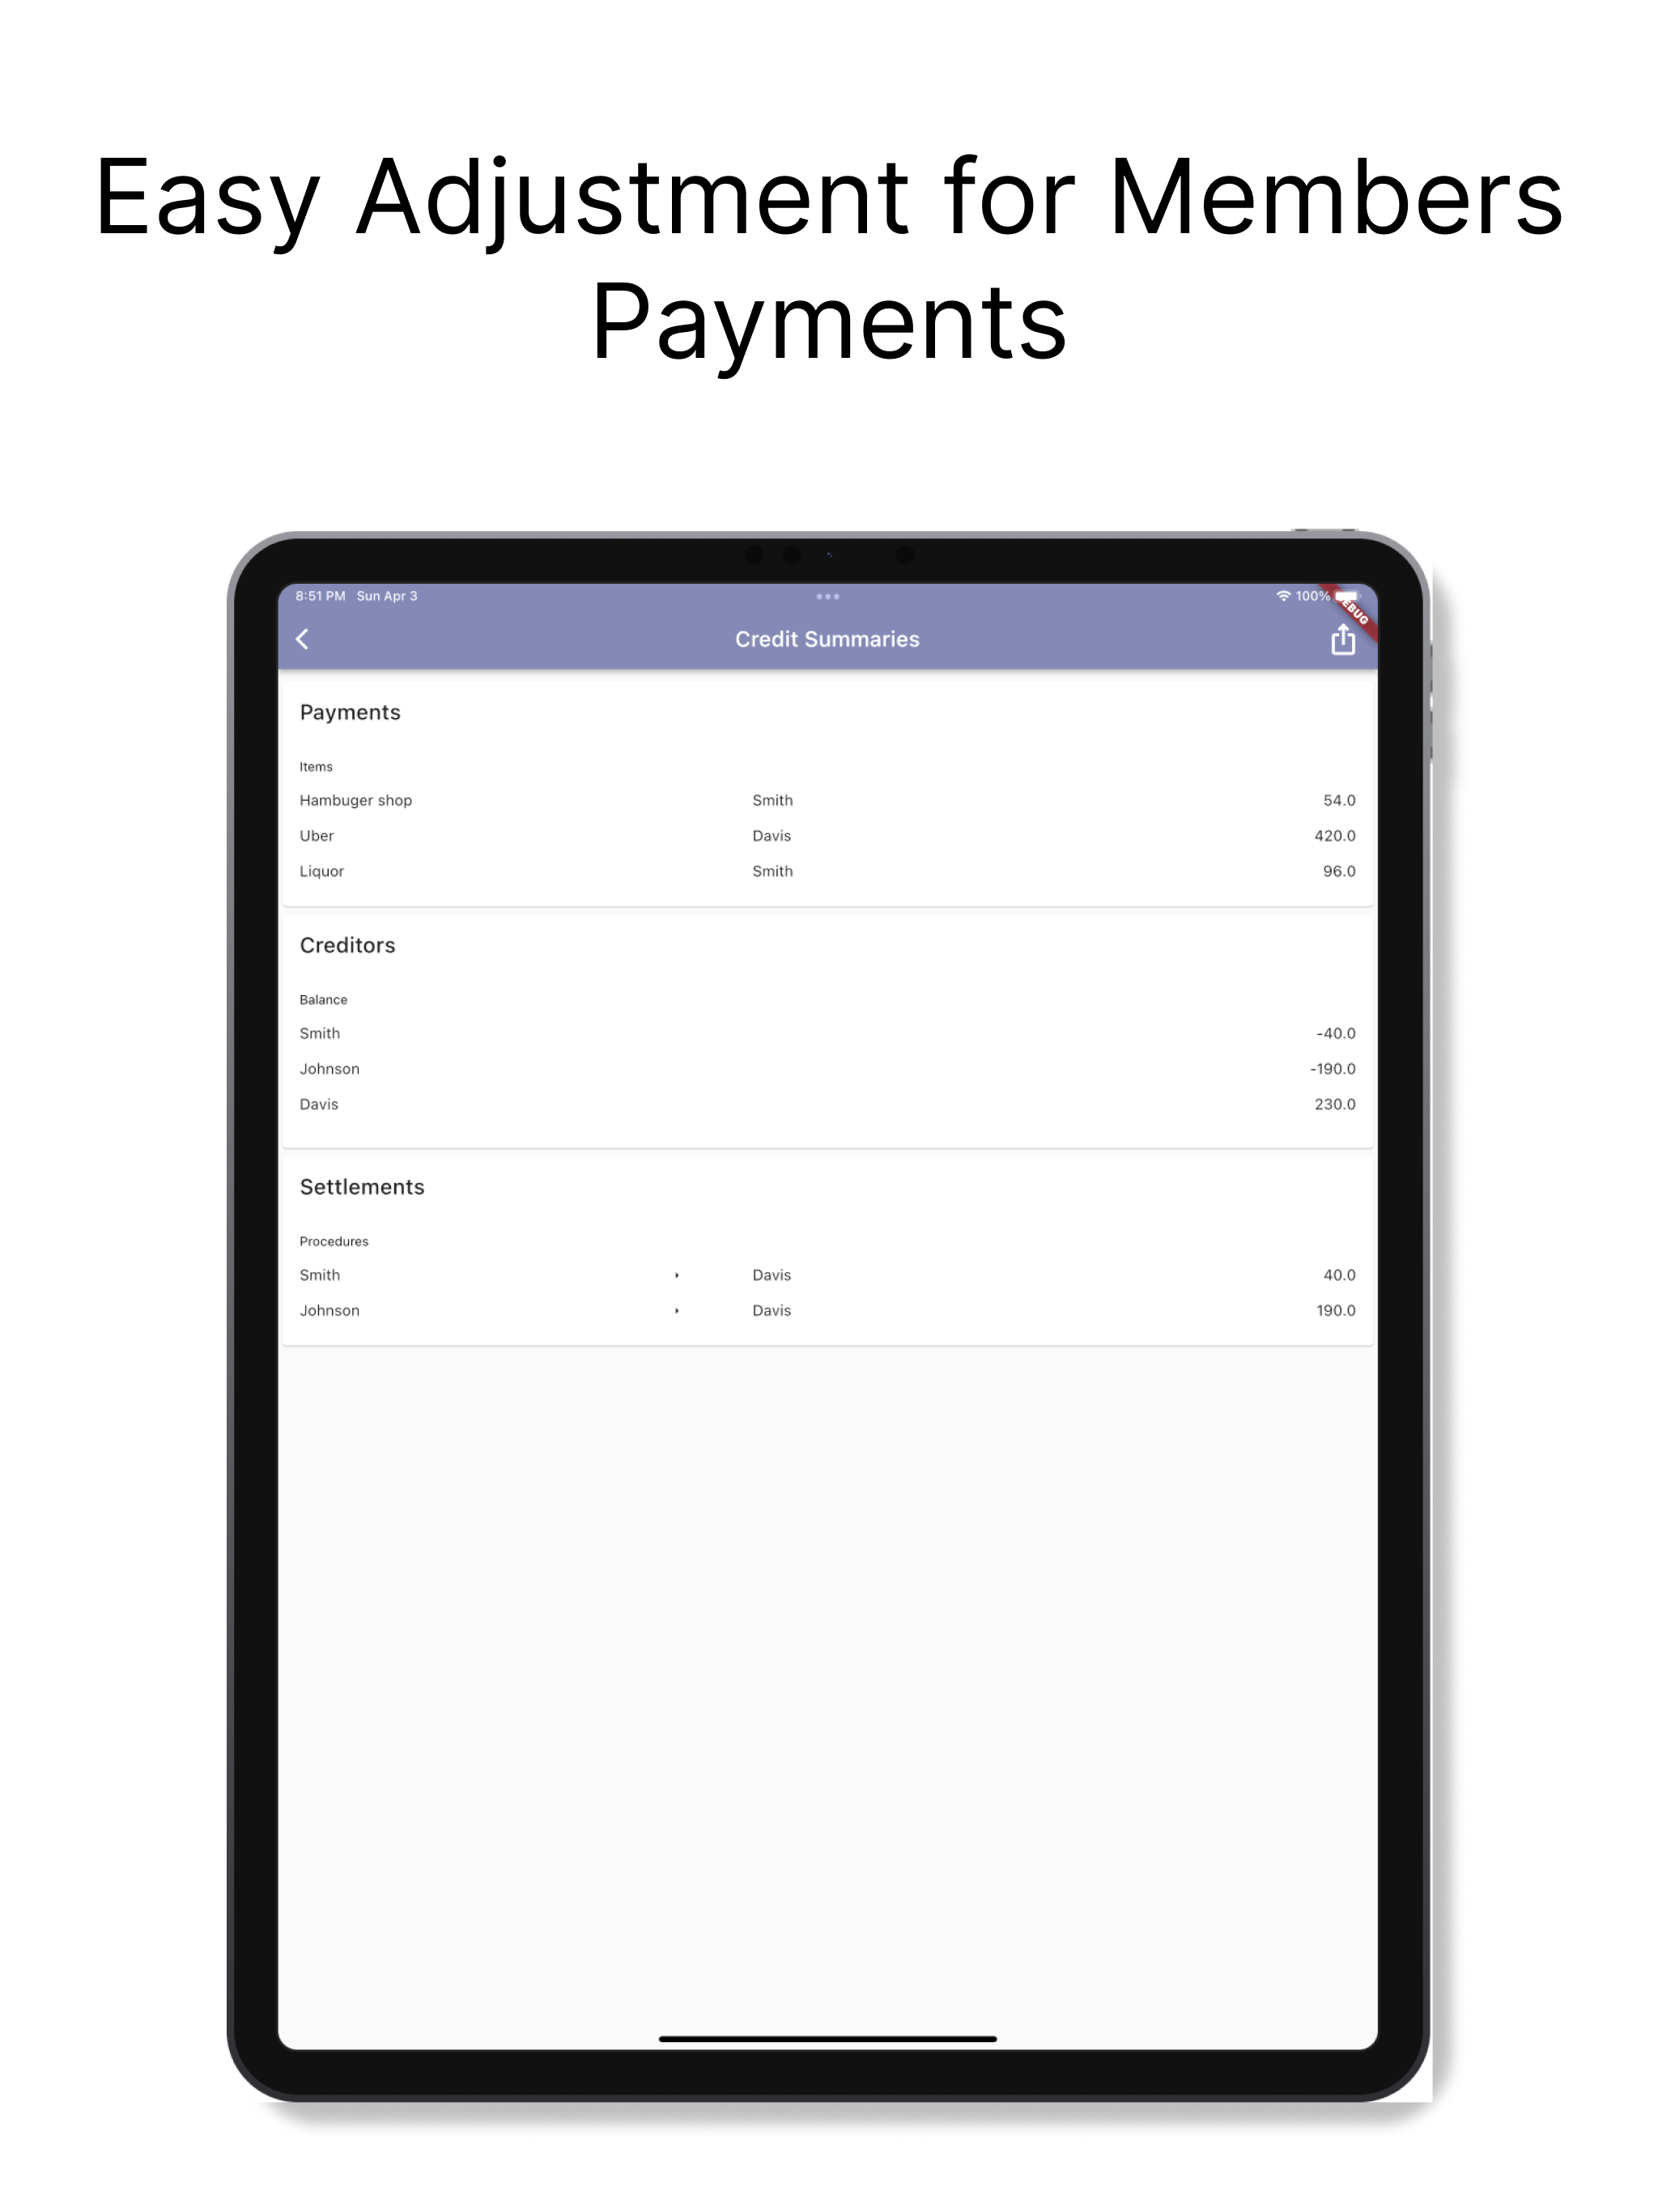 Easy Adjustment for Members
Payments
8:51 PM Sun Apr 3
100%
Credit Summaries
Payments
Items
Hambuger shop Smith 54.0
Uber Davis 420.0
Liquor Smith 96.0
Creditors
Balance
Smith -40.0
Johnson -190.0
Davis 230.0
Settlements
Procedures
Smith Davis 40.0
Johnson Davis 190.0